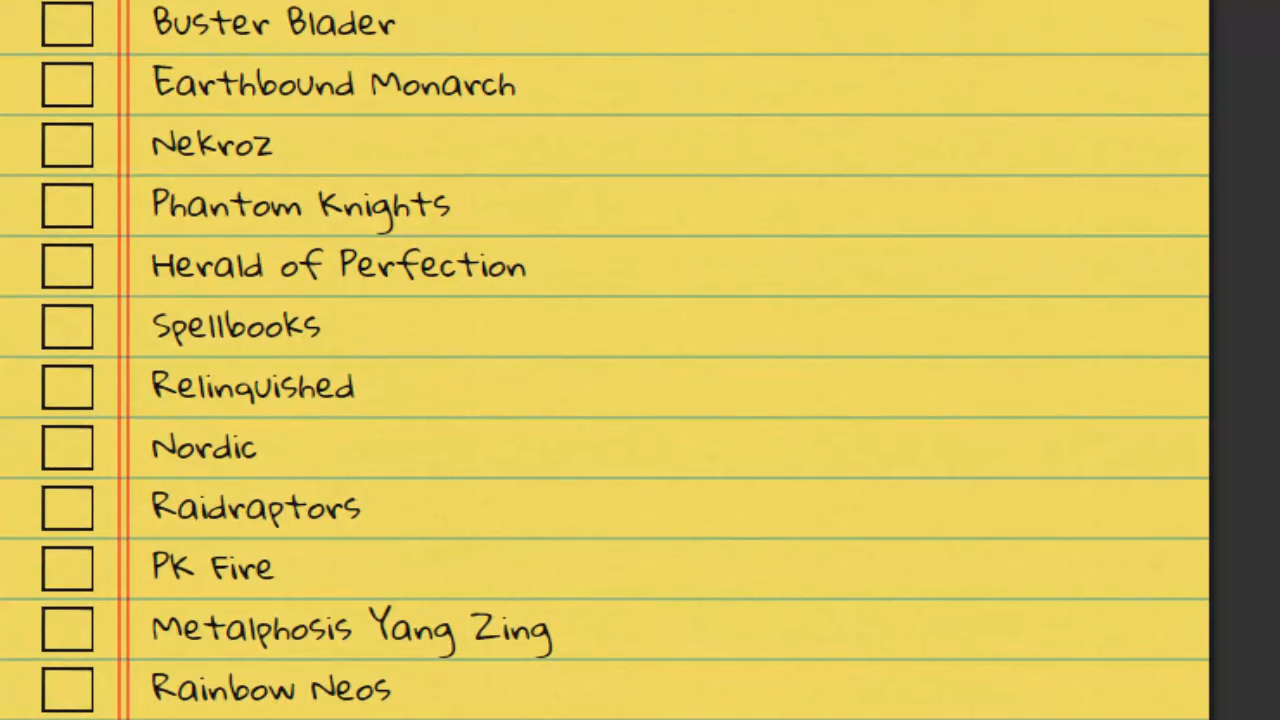 Buster Blader
Earthbound Monarch
Nekroz
Phantom Knights
Herald of Perfection
Spellbooks
Relinquished
Nordic
Raidraptors
PK Fire
Metalphosis Yang Zing
Rainbow Neos